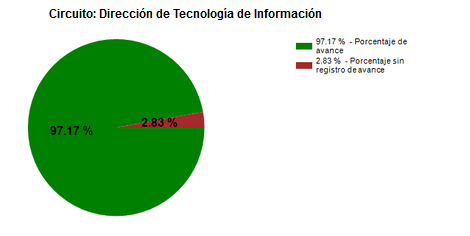 Circuito: Dirección de Tecnología de Información
97.17 % - Porcentaje de
avance
2.83 % - Porcentaje sin
registro de avance
2.83 %
97.17 %